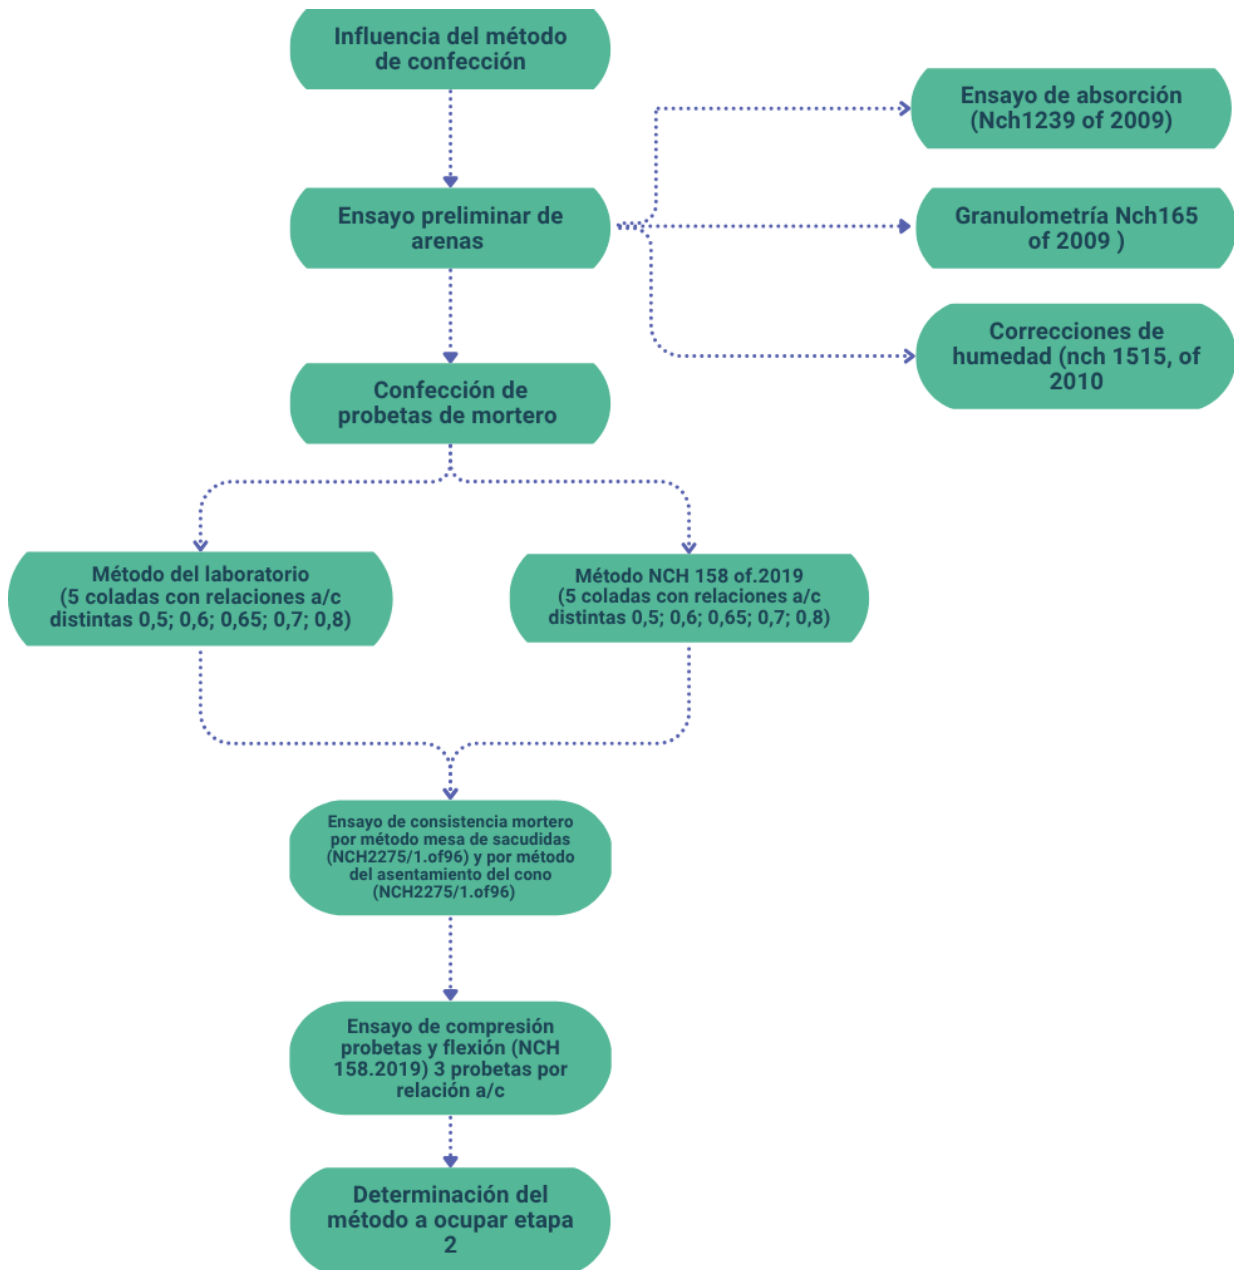 Influencia del método
de confección
Ensayo de absorción
(Nch1239 of 2009)
Ensayo preliminar de
arenas
Granulometría Nch165
of 2009 )
Correcciones de
humedad (nch 1515, of
2010
Confección de
probetas de mortero
Método del laboratorio
(5 coladas con relaciones a/c
distintas 0,5; 0,6; 0,65; 0,7; 0,8)
Método NCH 158 of.2019
(5 coladas con relaciones a/c
distintas 0,5; 0,6; 0,65; 0,7; 0,8)
Ensayo de consistencia mortero
por método mesa de sacudidas
(NCH2275/1.of96) y por método
del asentamiento del cono
(NCH2275/1.of96)
Ensayo de compresión
probetas y flexión (NCH
158.2019) 3 probetas por
relación a/c
Determinación del
método a ocupar etapa
2